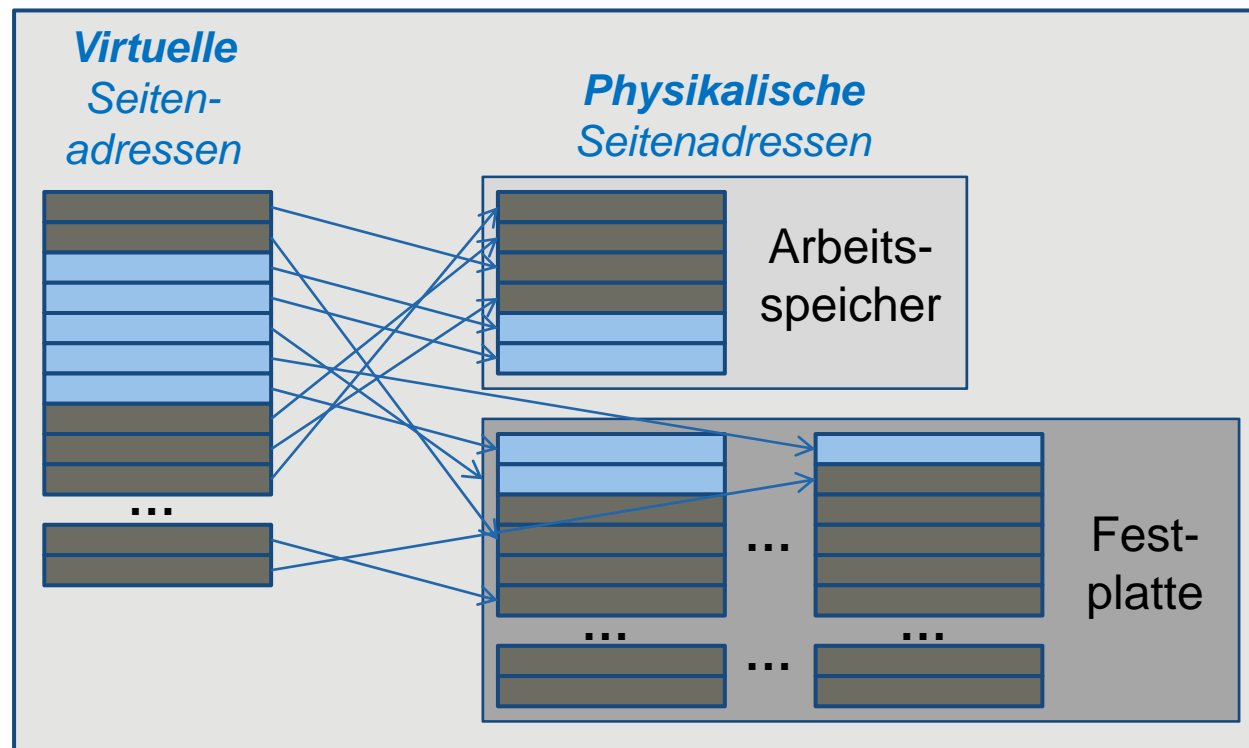 Virtuelle
Seiten-
adressen
Physikalische
Seitenadressen
Arbeits-
speicher
...
...
Fest-
platte
...
...
...